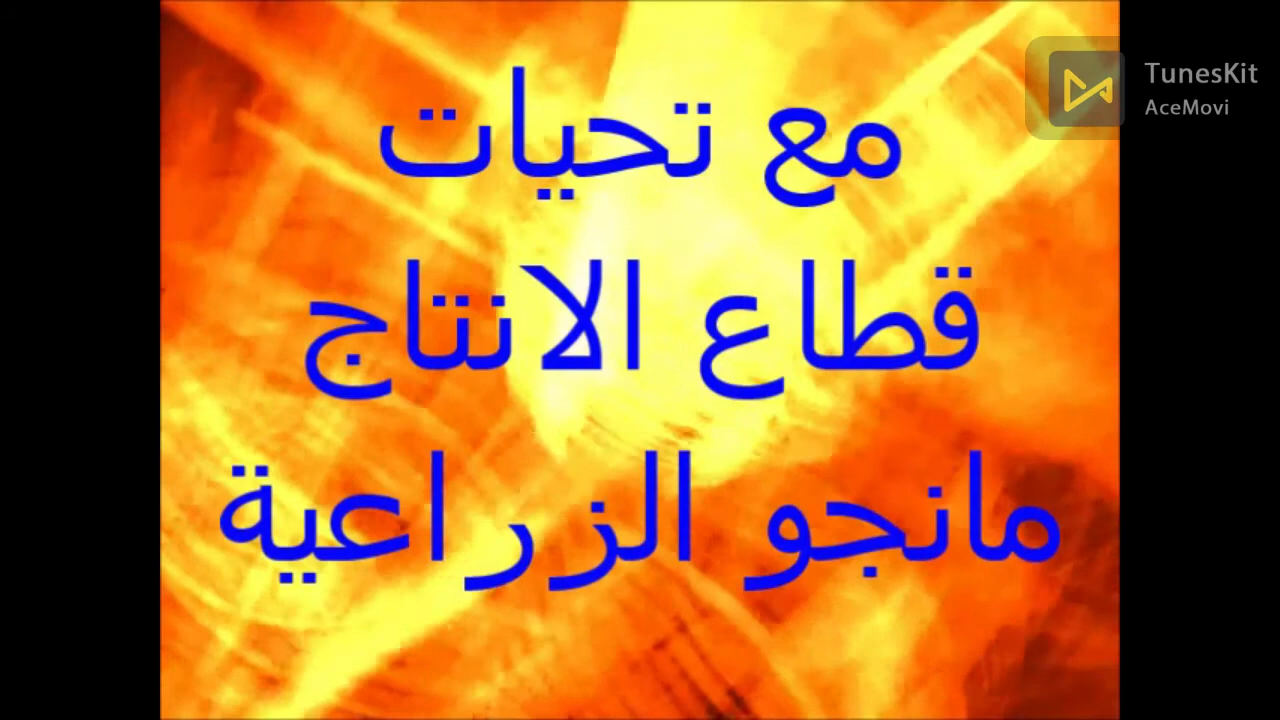 مع تحيات
قطاع الانتاج
مانجو الزراعية
TunesKit
AceMovi